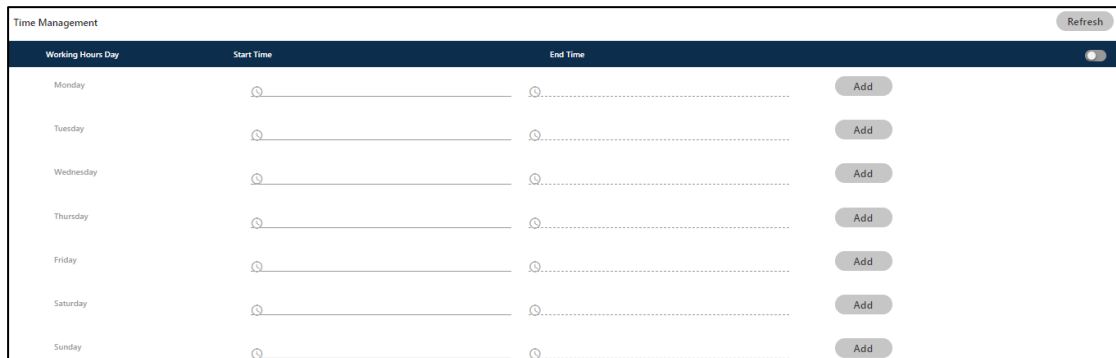 Time Management Refresh
Working Hours Day Start Time End Time
Monday Add
Tuesday Add
Wednesday Add
Thursday Add
Friday Add
Saturday Add
Sunday Add